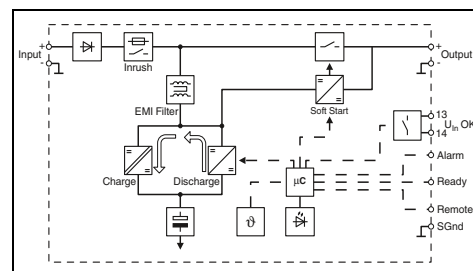 +
Input
-
Inrush
+
Output
-
EMI Filter
Soft Start
13
14
U_In OK
Charge
Discharge
µC
ϑ
Alarm
Ready
Remote
SGnd